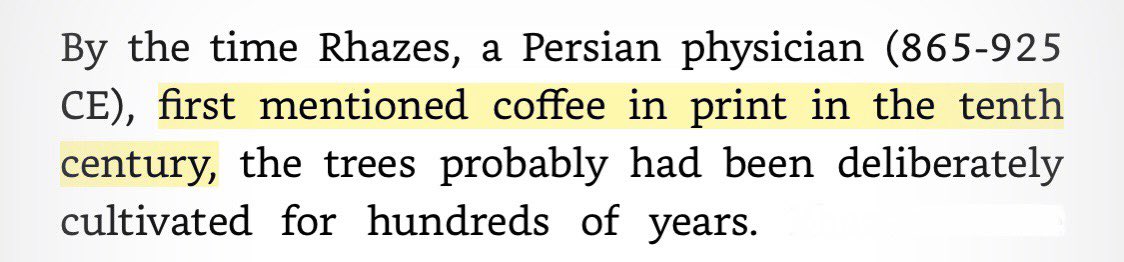 By the time Rhazes, a Persian physician (865-925
CE), first mentioned coffee in print in the tenth
century, the trees probably had been deliberately
cultivated for hundreds of years.